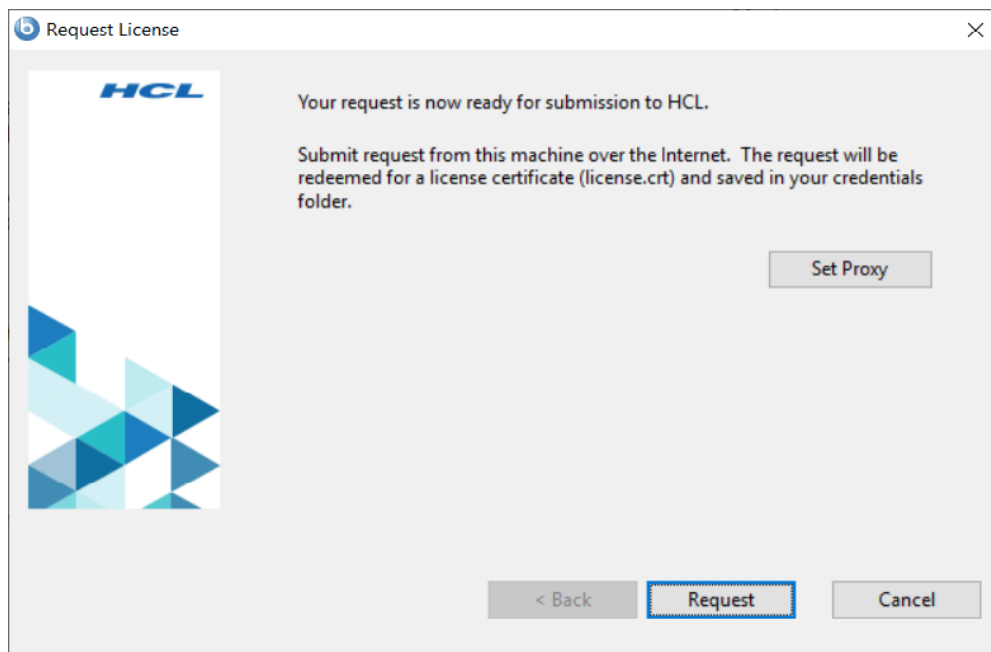 Request License
HCL
Your request is now ready for submission to HCL.
Submit request from this machine over the Internet.  The request will be
redeemed for a license certificate (license.crt) and saved in your credentials
folder.
Set Proxy
< Back
Request
Cancel